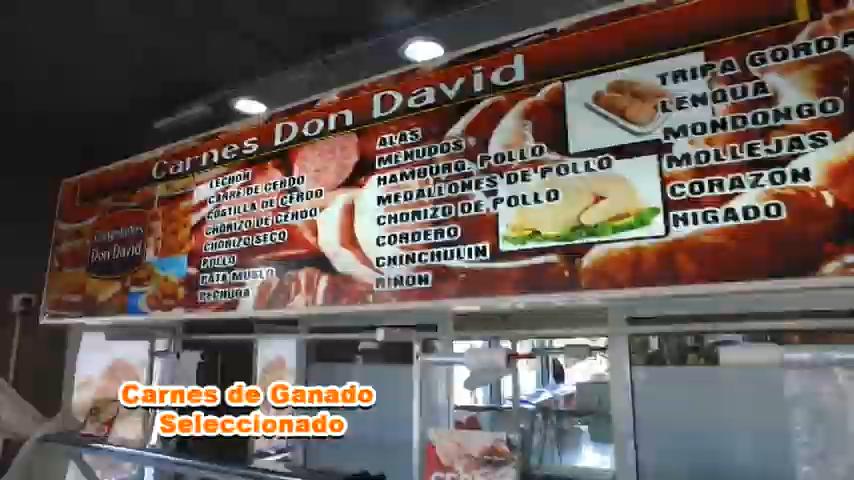 Carnes Don David
LECHON
CARRE DE CERDO
COSTILLA DE CERDO
CHORIZO DE CERDO
CHORIZO SECO
POLLO
PATA MUSLO
PECHUGA
ALAS
MENUDOS
HAMBURG. POLLO
MEDALLONES DE POLLO
CHORIZO DE POLLO
CORDERO
CHINCHULIN
RIÑON
TRIPA GORDA
LENGUA
MONDONGO
MOLLEJAS
CORAZON
HIGADO
Don David
Carnes de Ganado
Seleccionado